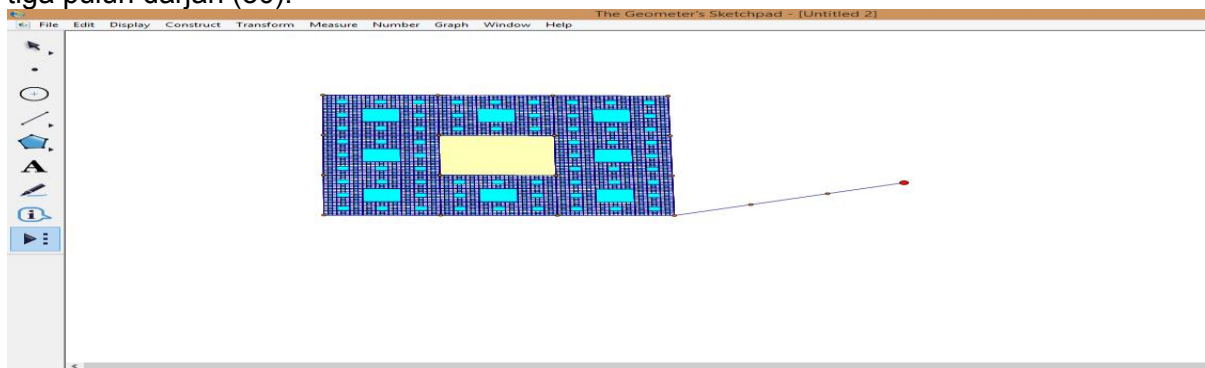 tiga puluh darjah (30).
The Geometer's Sketchpad - [Untitled 2]
File Edit Display Construct Transform Measure Number Graph Window Help
A